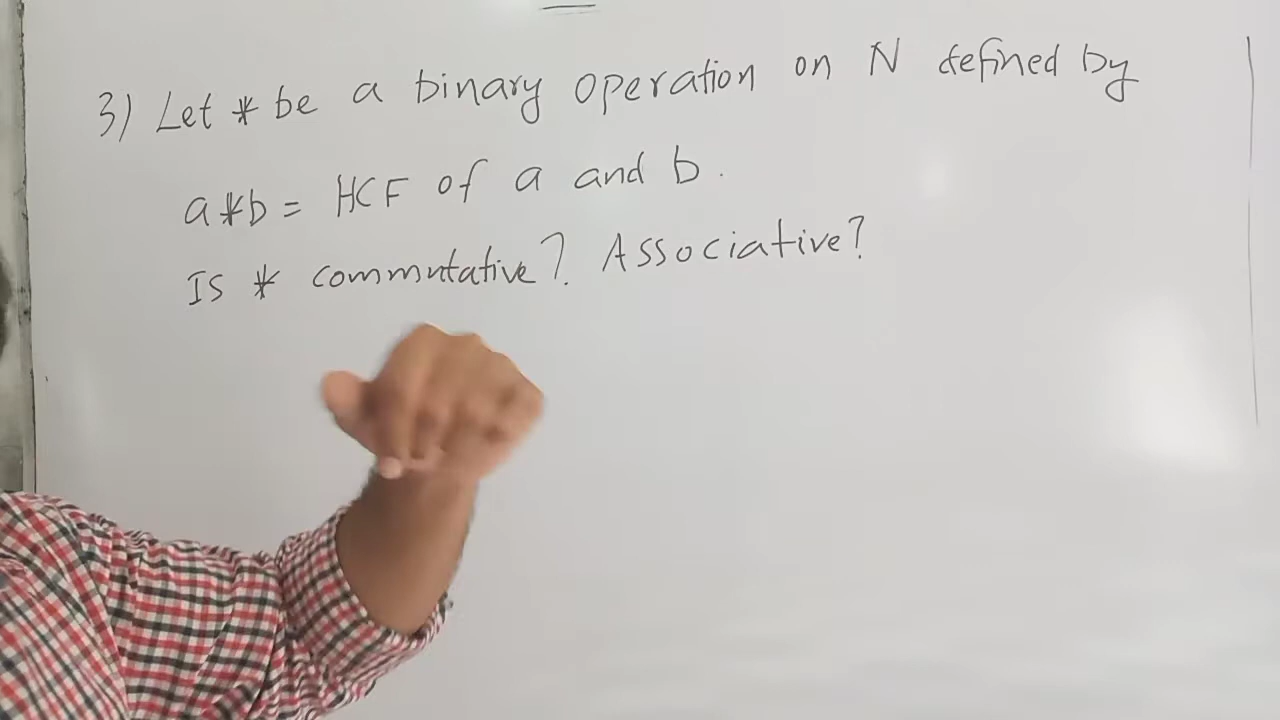 3) Let * be a binary operation on N defined by
a*b = HCF of a and b.
Is * commutative? Associative?